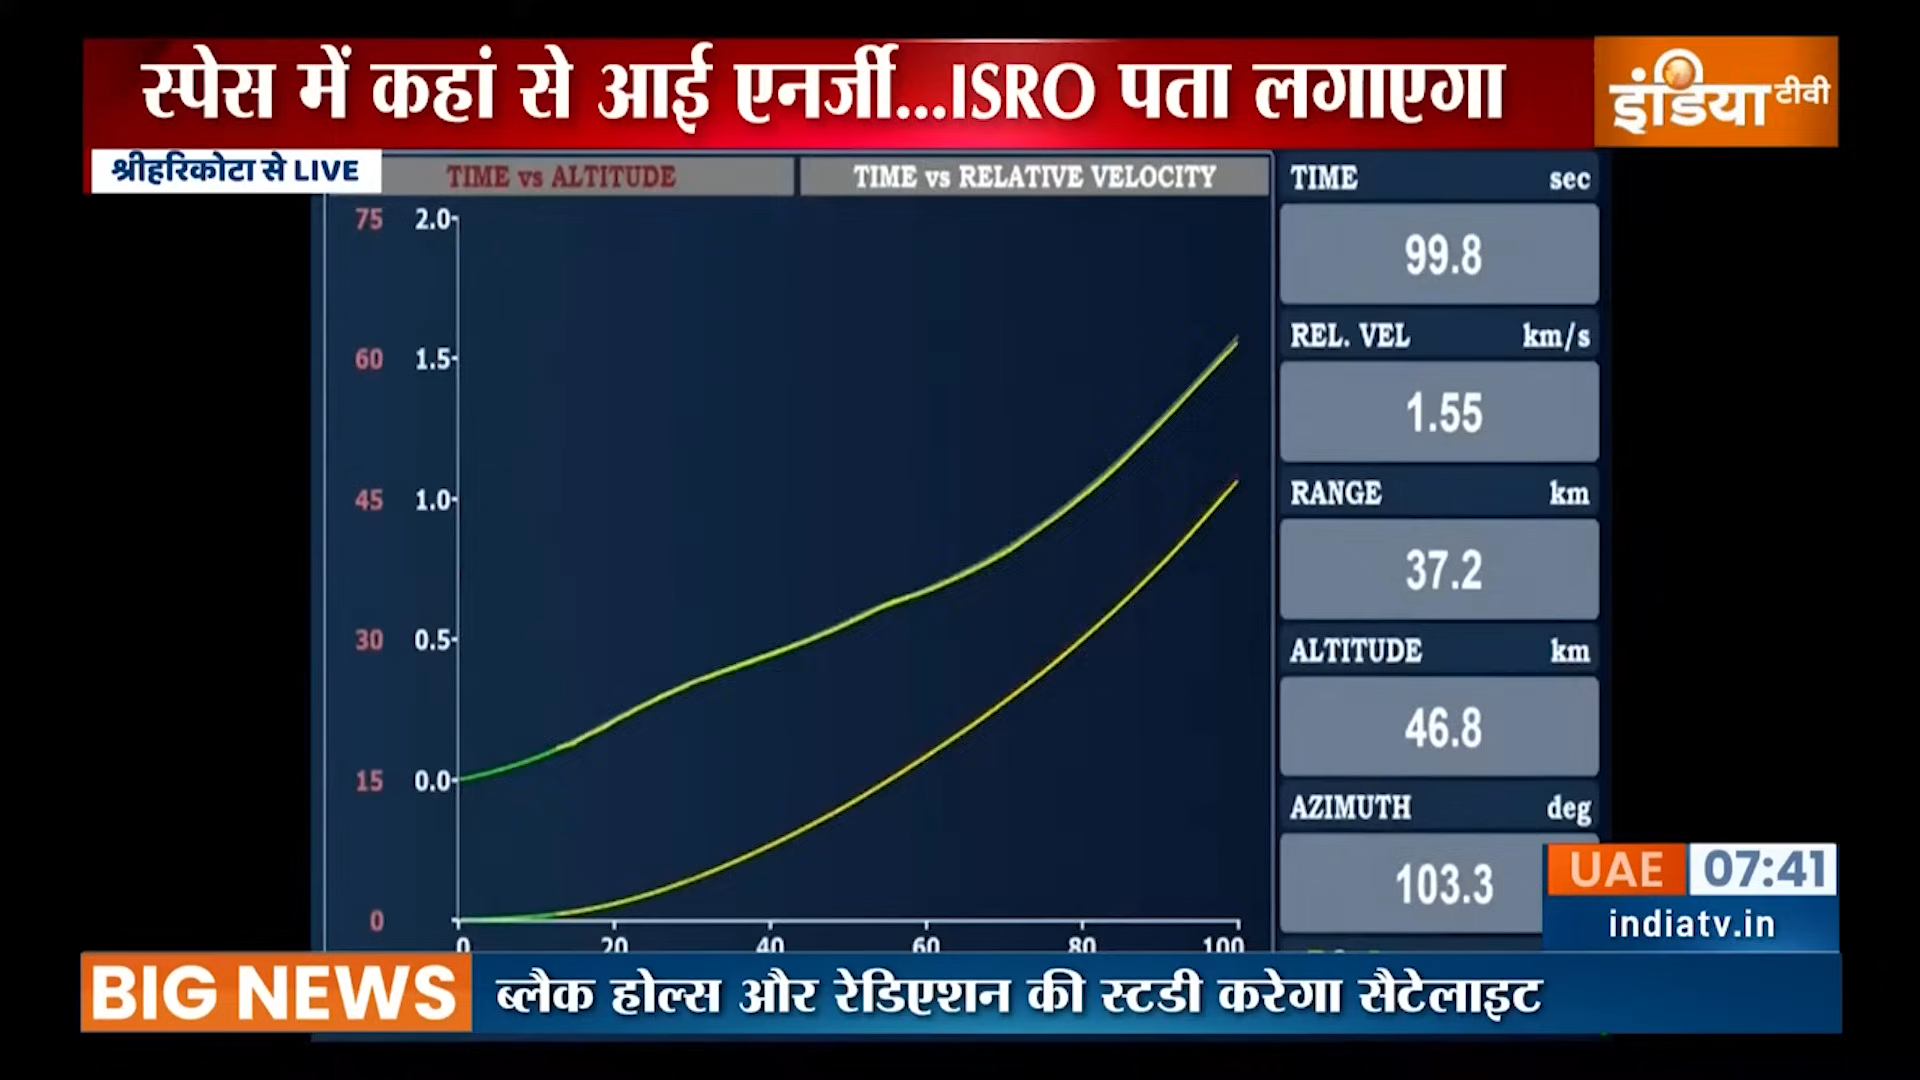 स्पेस में कहां से आई एनर्जी...ISRO पता लगाएगा
इंडिया टीवी
श्रीहरिकोटा से LIVE
TIME vs ALTITUDE
TIME vs RELATIVE VELOCITY
75 2.0
60 1.5
45 1.0
30 0.5
15 0.0
0
0 20 40 60 80 100
TIME sec
99.8
REL. VEL km/s
1.55
RANGE km
37.2
ALTITUDE km
46.8
AZIMUTH deg
103.3
UAE 07:41
indiatv.in
BIG NEWS
ब्लैक होल्स और रेडिएशन की स्टडी करेगा सैटेलाइट